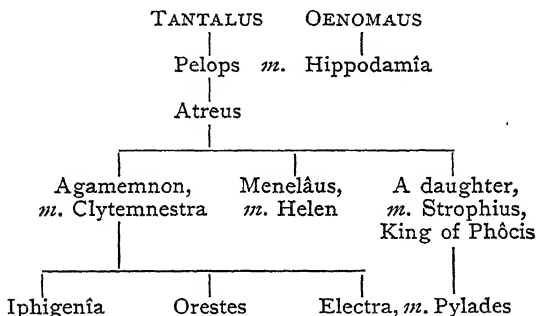 TANTALUS OENOMAUS
Pelops m. Hippodamîa
Atreus
Agamemnon, Menelâus, A daughter,
m. Clytemnestra m. Helen m. Strophius,
King of Phôcis
Iphigenîa Orestes Electra, m. Pylades